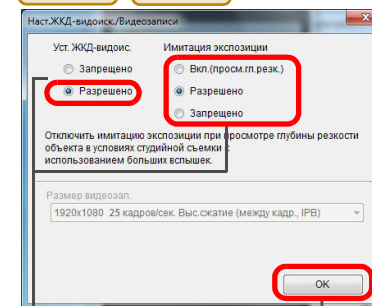 Наст.ЖКД-видоиск./Видеозаписи
Уст. ЖКД-видоис. Имитация экспозиции
Запрещено Вкл.(просм.гл.резк.)
Разрешено Разрешено
Запрещено
Отключить имитацию экспозиции при просмотре глубины резкости
объекта в условиях студийной съемки с
использованием больших вспышек.
Размер видеозап.
1920x1080 25 кадров/сек. Выс.сжатие (между кадр., IPB)
OK